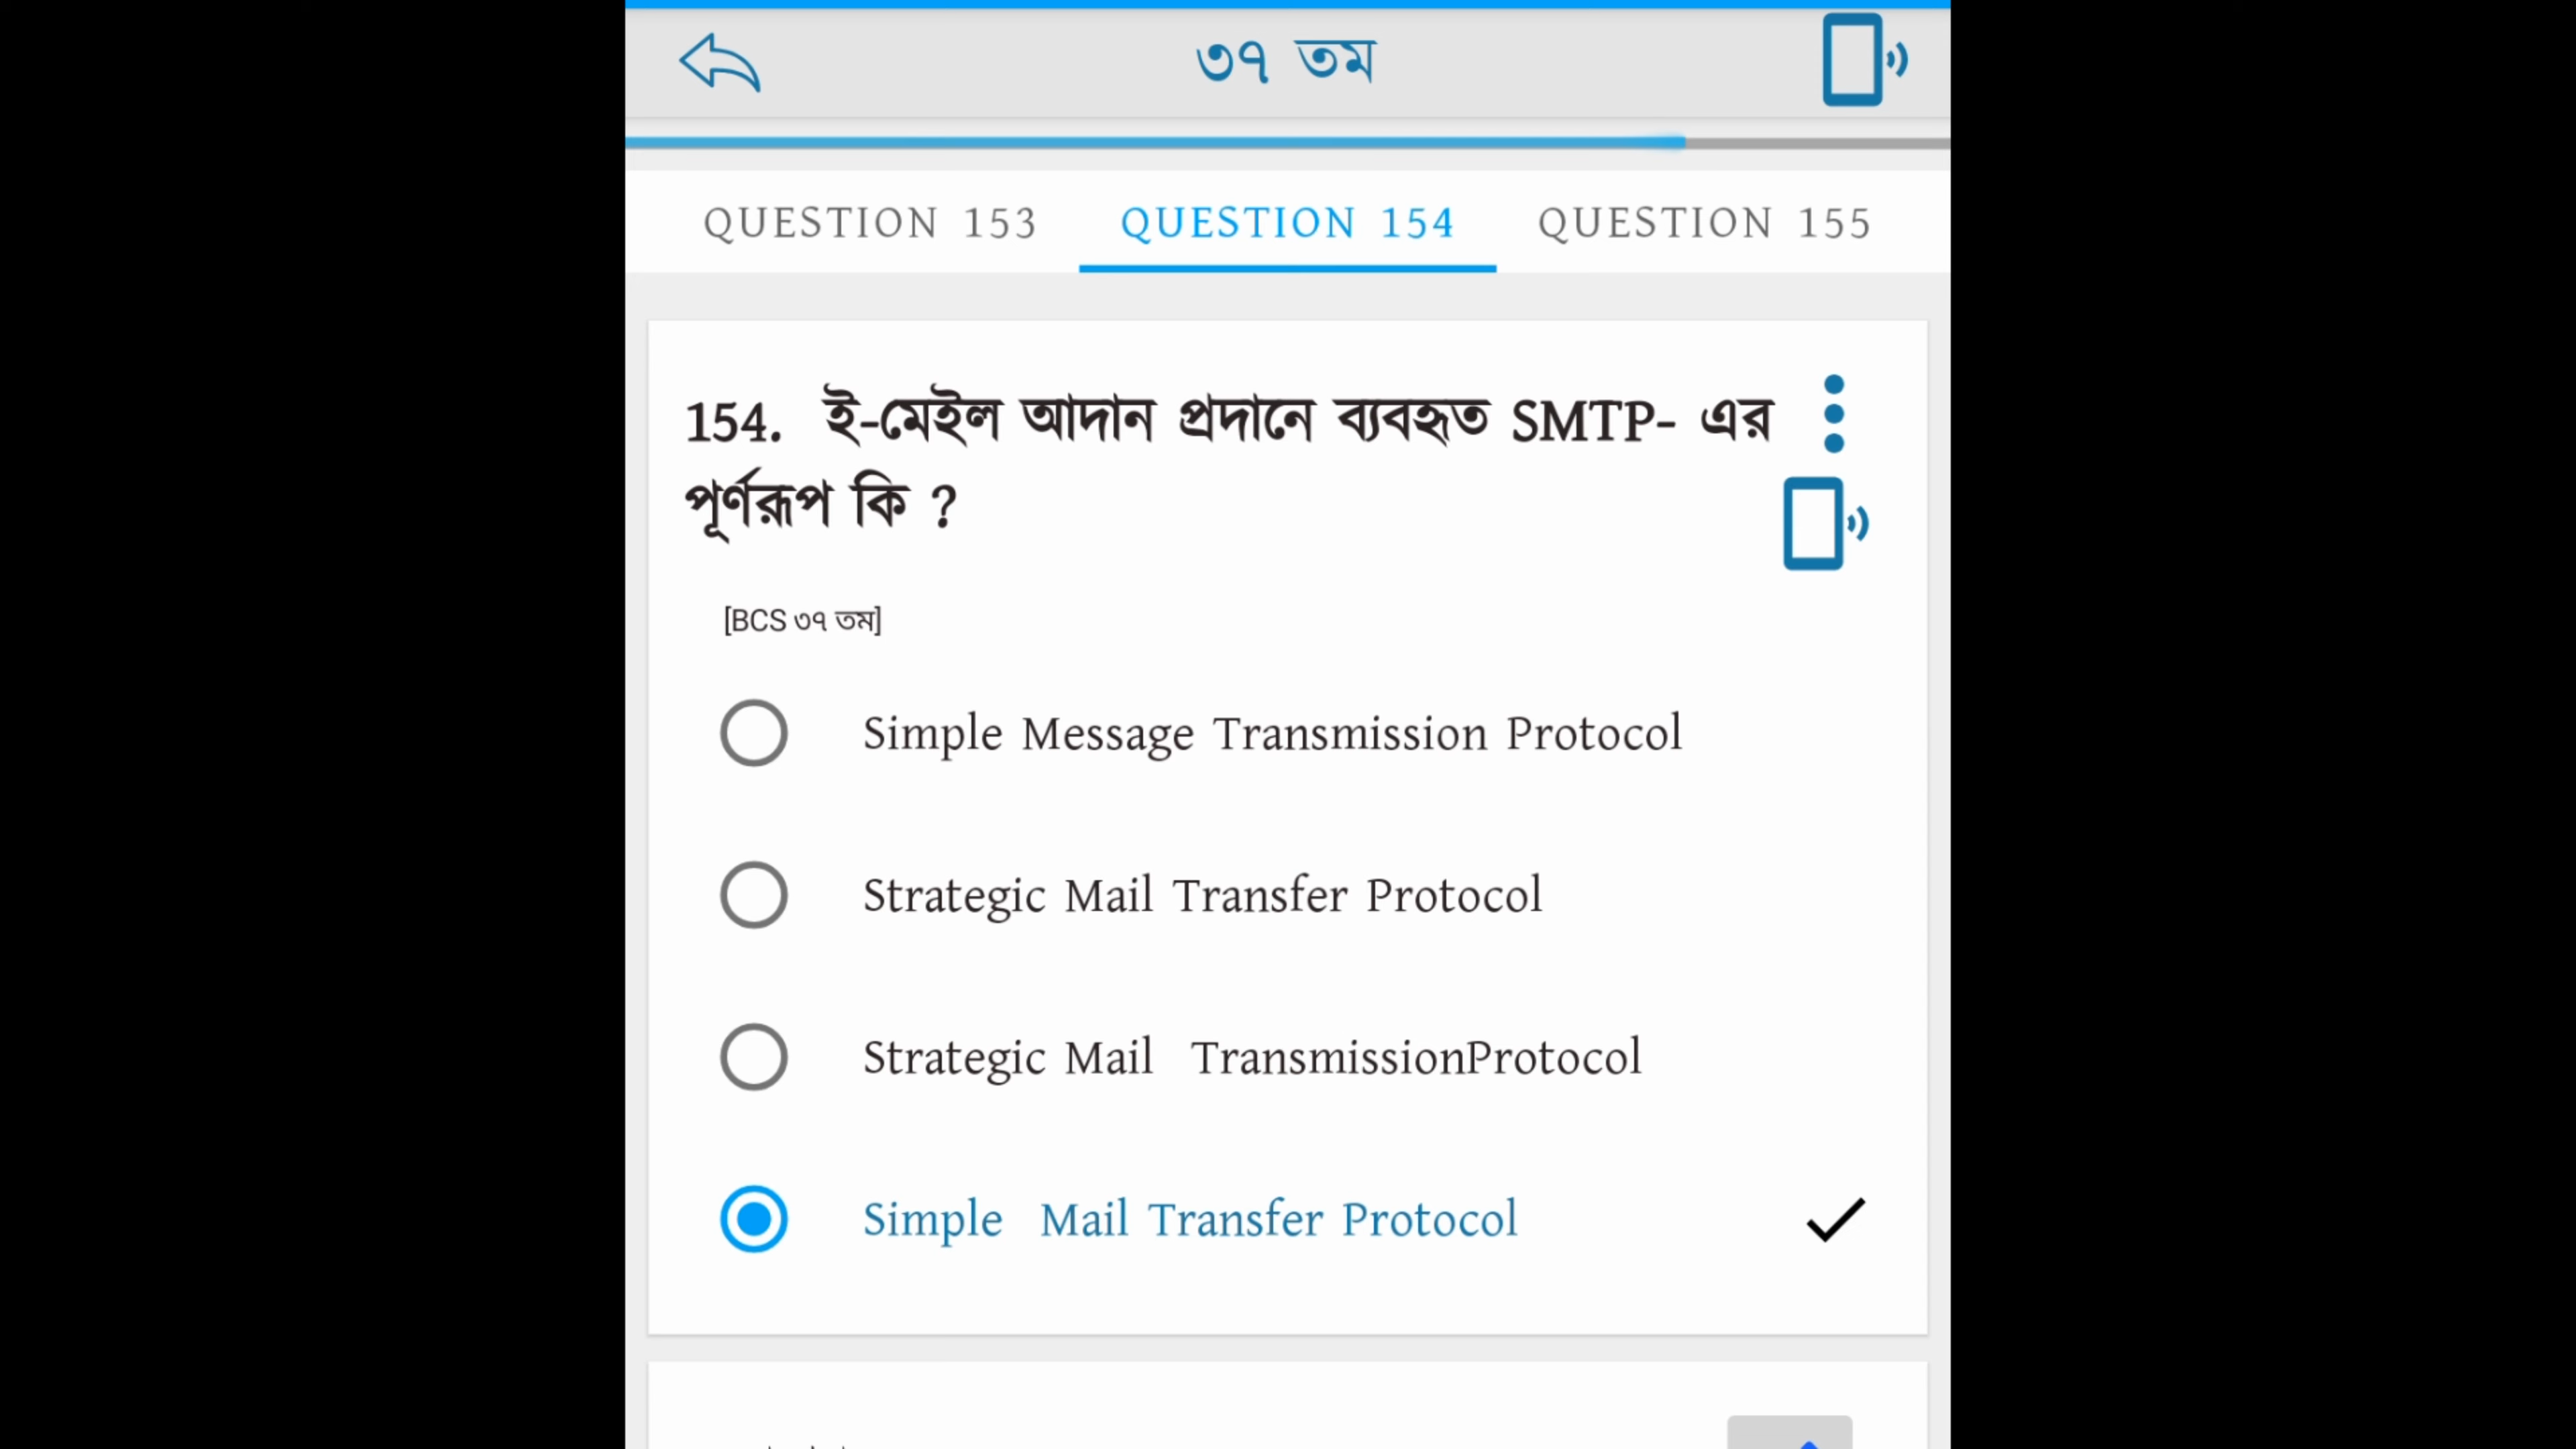 ৩৭ তম
QUESTION 153 QUESTION 154 QUESTION 155
154. ই-মেইল আদান প্রদানে ব্যবহৃত SMTP- এর
পূর্ণরূপ কি ?
[BCS ৩৭ তম]
Simple Message Transmission Protocol
Strategic Mail Transfer Protocol
Strategic Mail TransmissionProtocol
Simple Mail Transfer Protocol